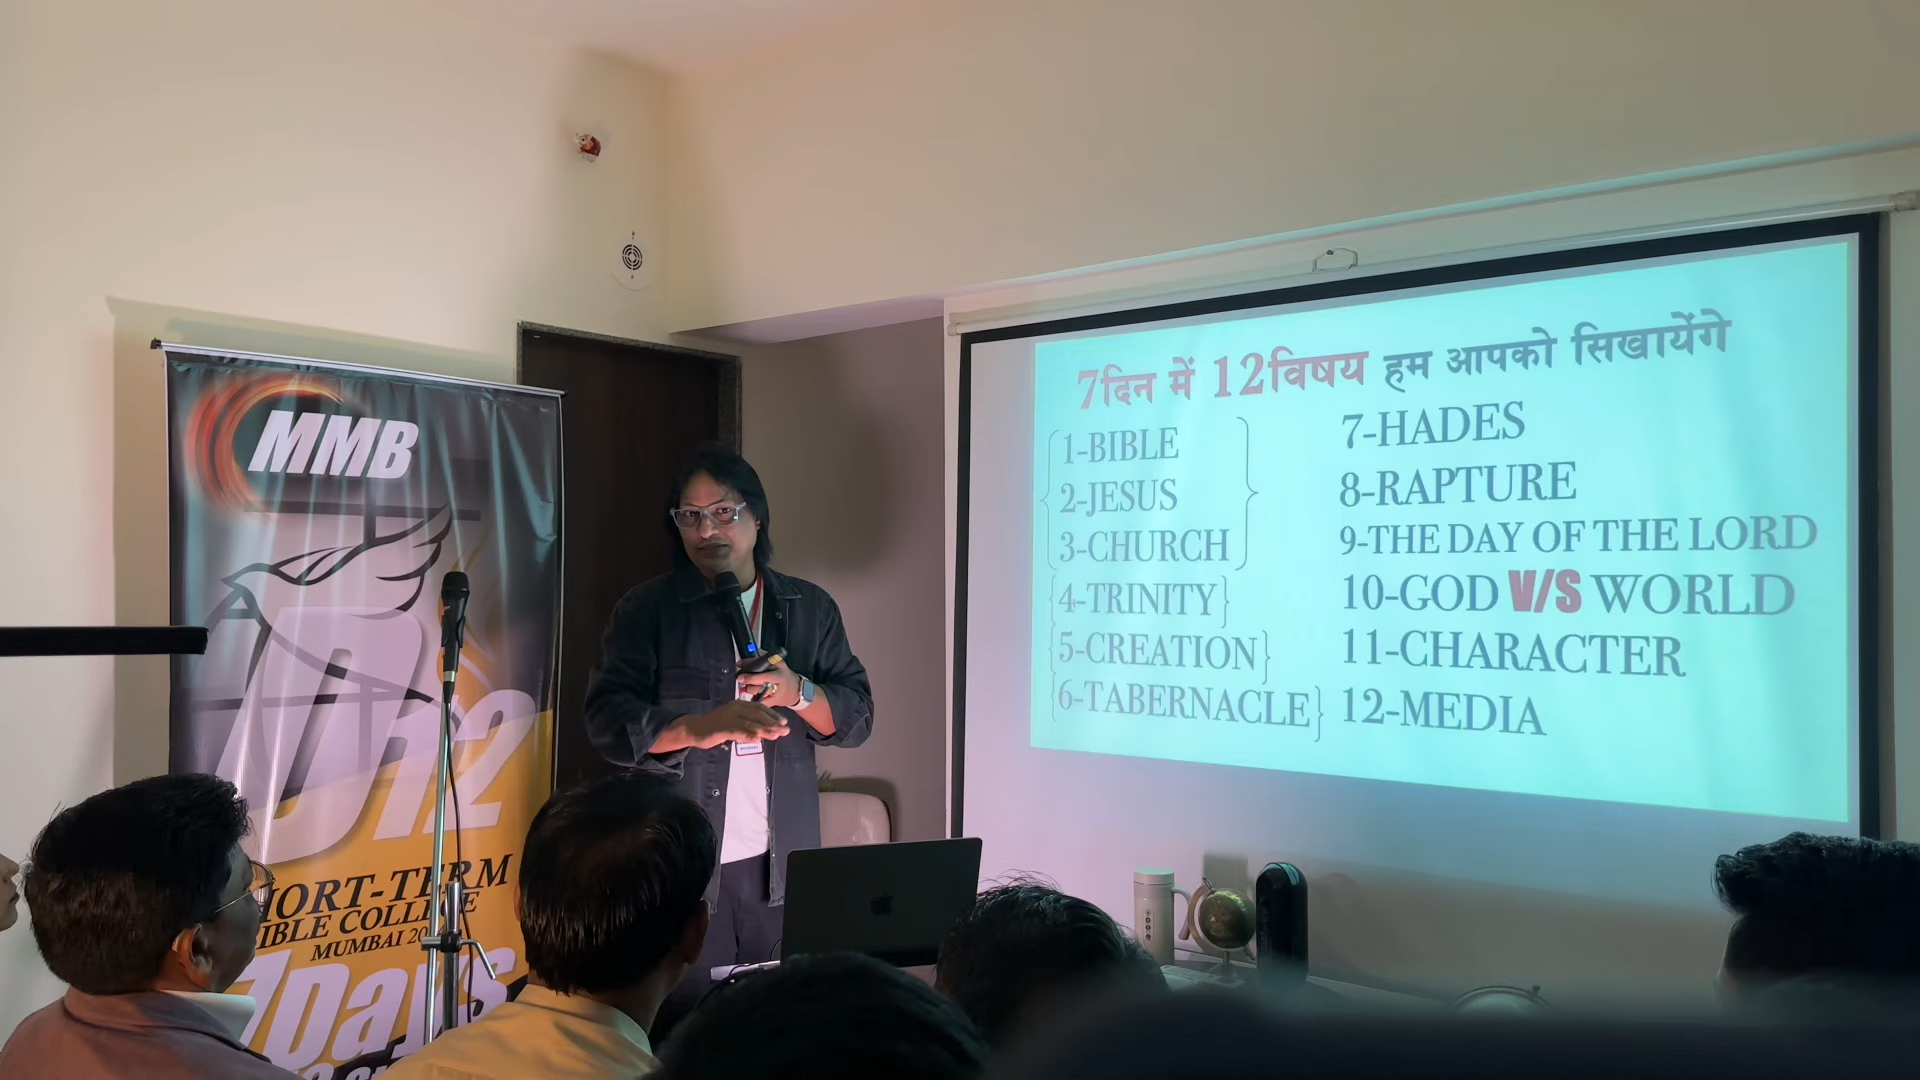 MMB
D12
SHORT-TERM
BIBLE COLLEGE
MUMBAI
7Days
7दिन में 12विषय हम आपको सिखायेंगे
1-BIBLE
2-JESUS
3-CHURCH
4-TRINITY
5-CREATION
6-TABERNACLE
7-HADES
8-RAPTURE
9-THE DAY OF THE LORD
10-GOD V/S WORLD
11-CHARACTER
12-MEDIA